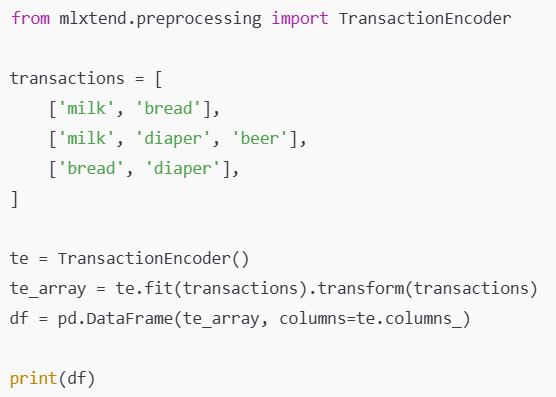 from mlxtend.preprocessing import TransactionEncoder

transactions = [
    ['milk', 'bread'],
    ['milk', 'diaper', 'beer'],
    ['bread', 'diaper'],
]

te = TransactionEncoder()
te_array = te.fit(transactions).transform(transactions)
df = pd.DataFrame(te_array, columns=te.columns_)

print(df)